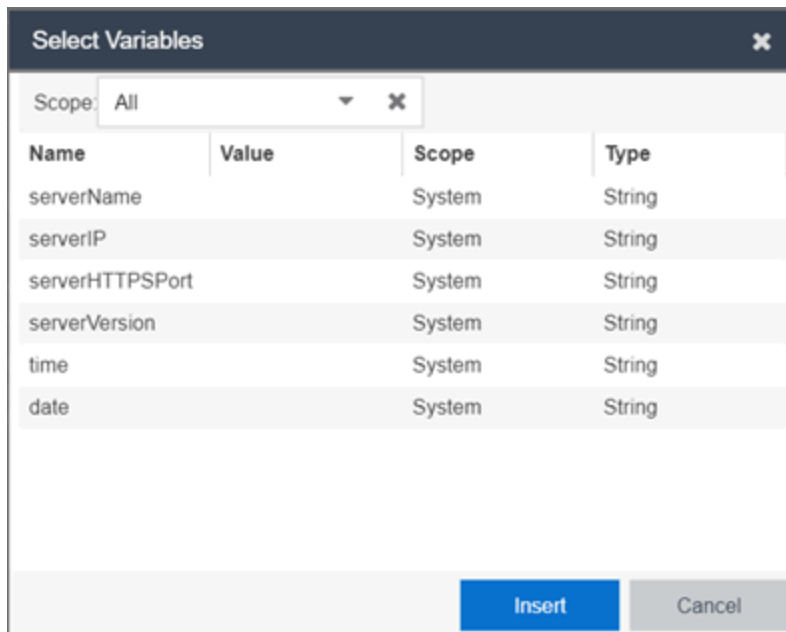 Select Variables
Scope: All
Name Value Scope Type
serverName System String
serverIP System String
serverHTTPSPort System String
serverVersion System String
time System String
date System String
Insert Cancel